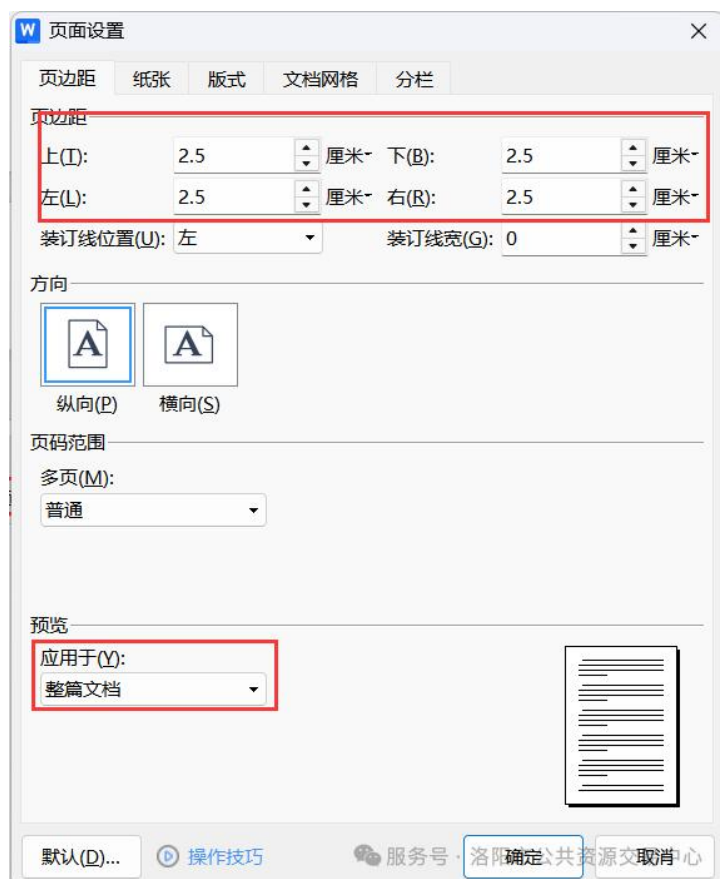 W 页面设置
页边距 纸张 版式 文档网格 分栏
页边距
上(T): 2.5 厘米 下(B): 2.5 厘米
左(L): 2.5 厘米 右(R): 2.5 厘米
装订线位置(U): 左 装订线宽(G): 0 厘米
方向
A A
纵向(P) 横向(S)
页码范围
多页(M):
普通
预览
应用于(Y):
整篇文档
默认(D)... 操作技巧 确定 取消
服务号 · 洛阳市公共资源交易中心